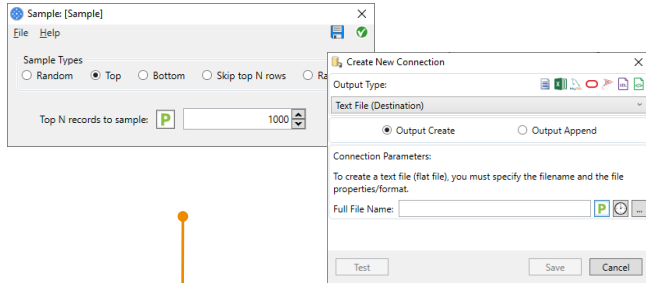 Sample: [Sample]
File Help
Sample Types
Random Top Bottom Skip top N rows
Top N records to sample: P 1000
Create New Connection
Output Type:
Text File (Destination)
Output Create Output Append
Connection Parameters:
To create a text file (flat file), you must specify the filename and the file
properties/format.
Full File Name: P ...
Test Save Cancel